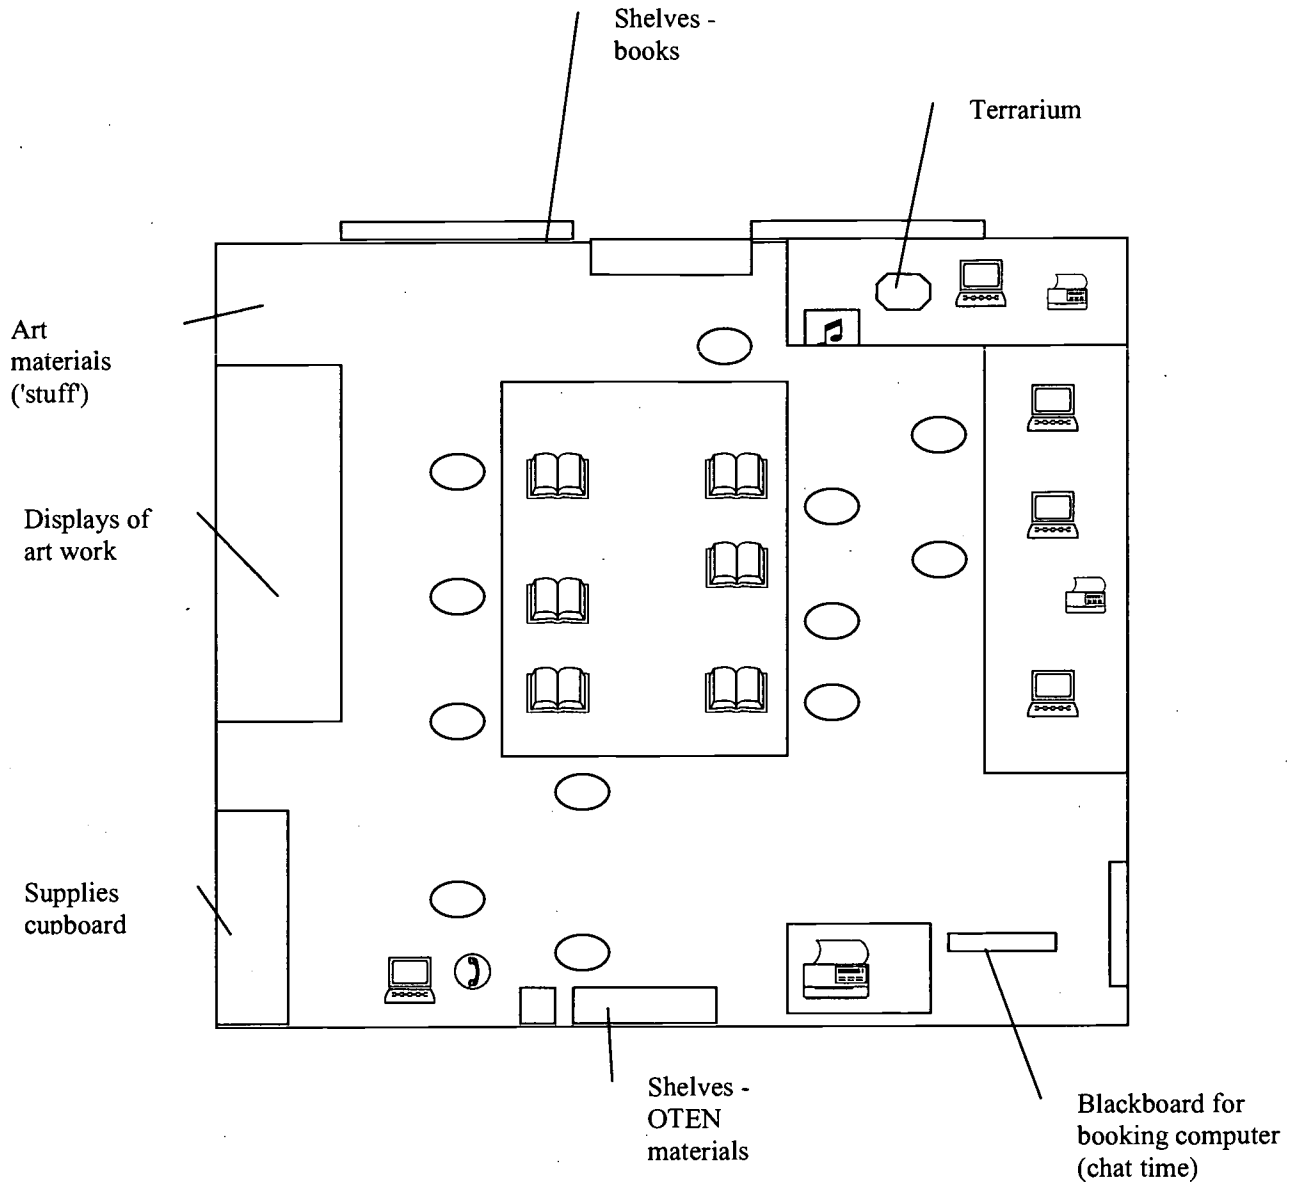 Shelves -
books
Terrarium
Art
materials
('stuff')
Displays of
art work
Supplies
cupboard
Shelves -
OTEN
materials
Blackboard for
booking computer
(chat time)